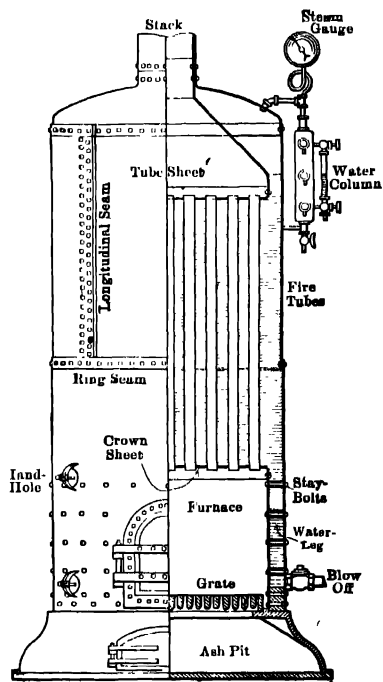 Stack
Steam
Gauge
Tube Sheet
Water
Column
Longitudinal Seam
Fire
Tubes
Ring Seam
Crown
Sheet
Hand-
Hole
Stay-
Bolts
Furnace
Water-
Leg
Grate
Blow
Off
Ash Pit